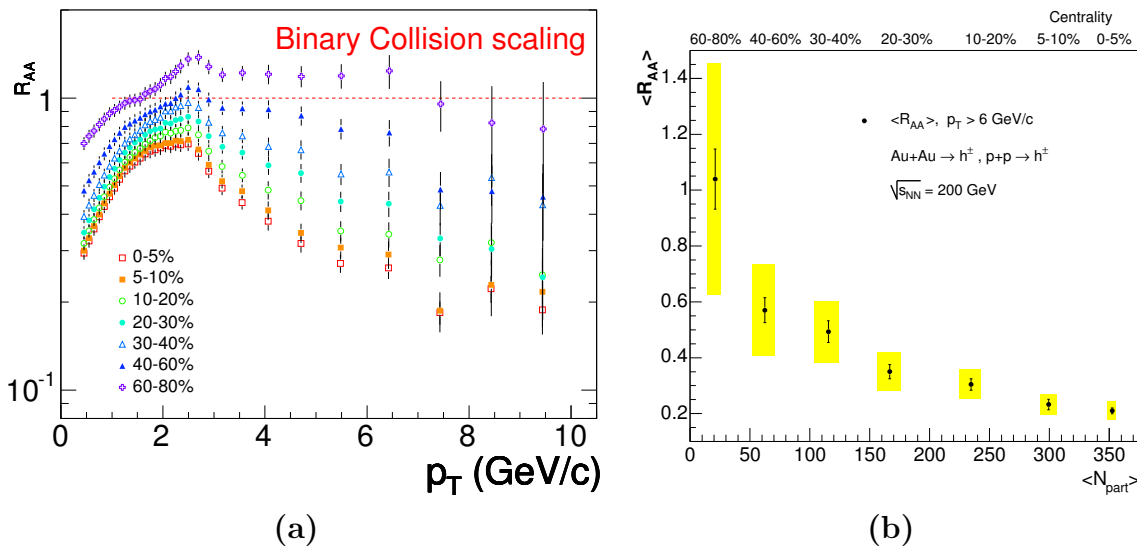 Binary Collision scaling
R_AA
1
10^-1
0-5%
5-10%
10-20%
20-30%
30-40%
40-60%
60-80%
0 2 4 6 8 10
p_T (GeV/c)
(a)
Centrality
60-80% 40-60% 30-40% 20-30% 10-20% 5-10% 0-5%
<R_AA>
1.4
1.2
1
0.8
0.6
0.4
0.2
<R_AA>, p_T > 6 GeV/c
Au+Au → h^±, p+p → h^±
√s_NN = 200 GeV
0 50 100 150 200 250 300 350
<N_part>
(b)